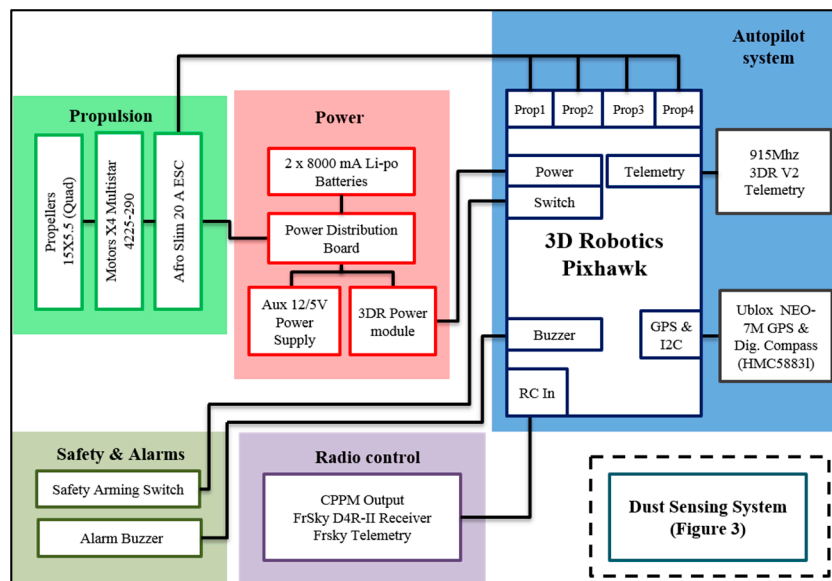 Autopilot
system
Propulsion
Propellers
15X5.5 (Quad)
Motors X4 Multistar
4225-290
Afro Slim 20 A ESC
Power
2 x 8000 mA Li-po
Batteries
Power Distribution
Board
Aux 12/5V
Power
Supply
3DR Power
module
Prop1
Prop2
Prop3
Prop4
Power
Telemetry
Switch
3D Robotics
Pixhawk
Buzzer
GPS &
I2C
RC In
915Mhz
3DR V2
Telemetry
Ublox NEO-
7M GPS &
Dig. Compass
(HMC5883I)
Safety & Alarms
Safety Arming Switch
Alarm Buzzer
Radio control
CPPM Output
FrSky D4R-II Receiver
Frsky Telemetry
Dust Sensing System
(Figure 3)